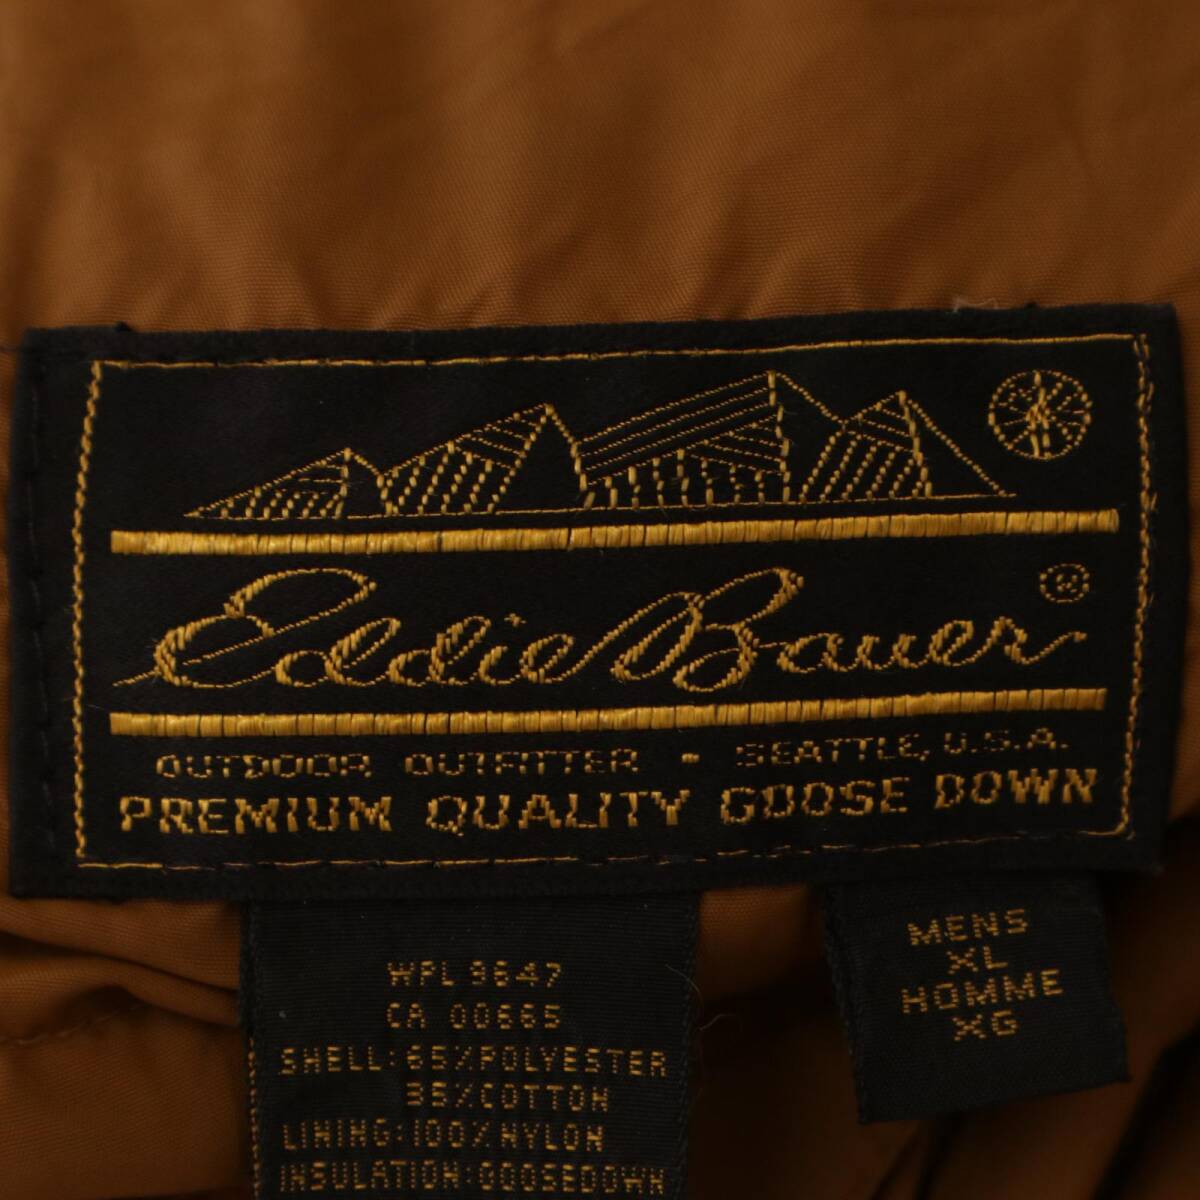 Eddie Bauer®
OUTDOOR OUTFITTER - SEATTLE, U.S.A.
PREMIUM QUALITY GOOSE DOWN
WPL 9647
CA 00665
SHELL: 65% POLYESTER
35% COTTON
LINING: 100% NYLON
INSULATION: GOOSEDOWN
MENS
XL
HOMME
XG